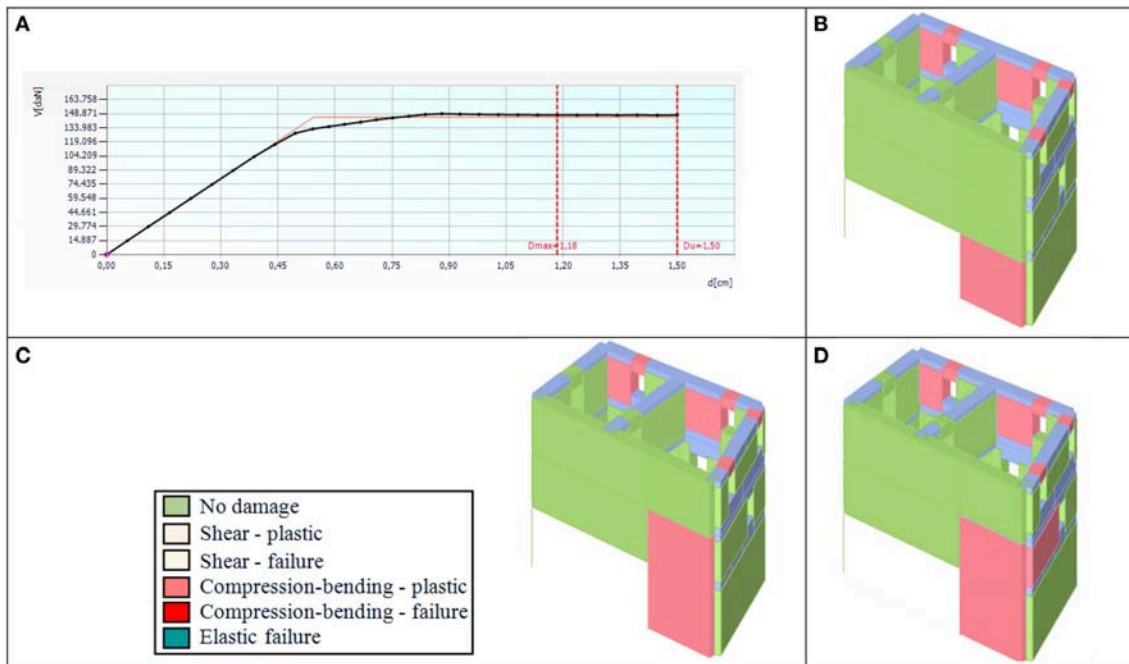 A
B
V[daN]
163.758
148.871
133.983
119.096
104.209
89.322
74.435
59.548
44.661
29.774
14.887
0
Dmax=1,18
Du=1,50
0,00 0,15 0,30 0,45 0,60 0,75 0,90 1,05 1,20 1,35 1,50
d[cm]
C
D
No damage
Shear - plastic
Shear - failure
Compression-bending - plastic
Compression-bending - failure
Elastic failure